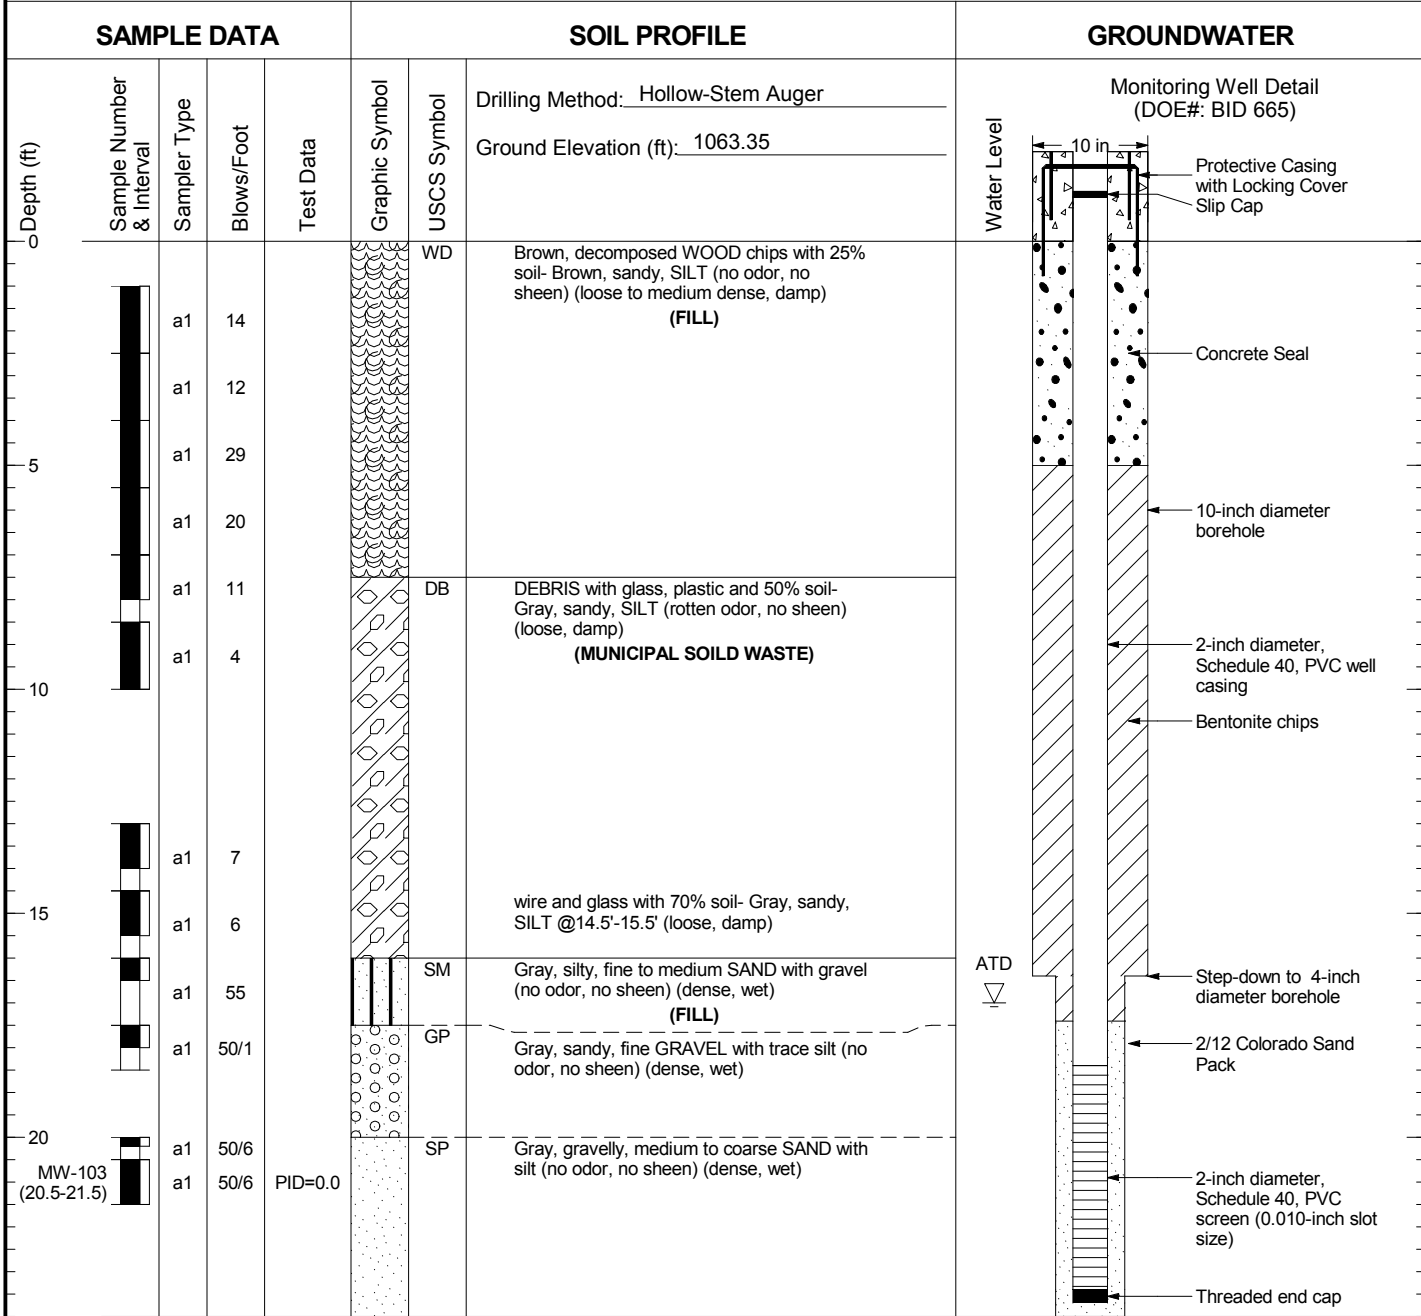 SAMPLE DATA
SOIL PROFILE
GROUNDWATER
Depth (ft)
Sample Number
& Interval
Sampler Type
Blows/Foot
Test Data
Graphic Symbol
USCS Symbol
Drilling Method: Hollow-Stem Auger
Ground Elevation (ft): 1063.35
Water Level
Monitoring Well Detail
(DOE#: BID 665)
10 in
Protective Casing
with Locking Cover
Slip Cap
0
WD
Brown, decomposed WOOD chips with 25%
soil- Brown, sandy, SILT (no odor, no
sheen) (loose to medium dense, damp)
(FILL)
a1 14
Concrete Seal
a1 12
a1 29
5
10-inch diameter
borehole
a1 20
a1 11
DB
DEBRIS with glass, plastic and 50% soil-
Gray, sandy, SILT (rotten odor, no sheen)
(loose, damp)
(MUNICIPAL SOILD WASTE)
a1 4
2-inch diameter,
Schedule 40, PVC well
casing
10
Bentonite chips
a1 7
wire and glass with 70% soil- Gray, sandy,
SILT @14.5'-15.5' (loose, damp)
15
a1 6
SM
Gray, silty, fine to medium SAND with gravel
(no odor, no sheen) (dense, wet)
(FILL)
ATD
Step-down to 4-inch
diameter borehole
a1 55
GP
Gray, sandy, fine GRAVEL with trace silt (no
odor, no sheen) (dense, wet)
a1 50/1
2/12 Colorado Sand
Pack
20
a1 50/6
SP
Gray, gravelly, medium to coarse SAND with
silt (no odor, no sheen) (dense, wet)
MW-103
(20.5-21.5)
a1 50/6 PID=0.0
2-inch diameter,
Schedule 40, PVC
screen (0.010-inch slot
size)
Threaded end cap